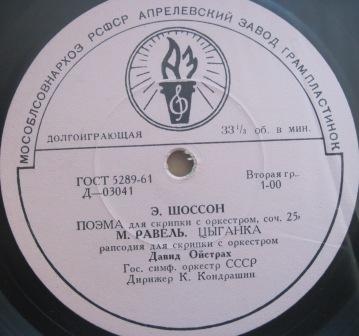 МОСОБЛСОВНАРХОЗ РСФСР АПРЕЛЕВСКИЙ ЗАВОД ГРАМПЛАСТИНОК
АЗ
ДОЛГОИГРАЮЩАЯ
33 1/3 об. в мин.
ГОСТ 5289-61
Д—03041
Вторая гр.
1-00
Э. ШОССОН
ПОЭМА для скрипки с оркестром, соч. 25,
М. РАВЕЛЬ. ЦЫГАНКА
рапсодия для скрипки с оркестром
Давид Ойстрах
Гос. симф. оркестр СССР
Дирижер К. Кондрашин